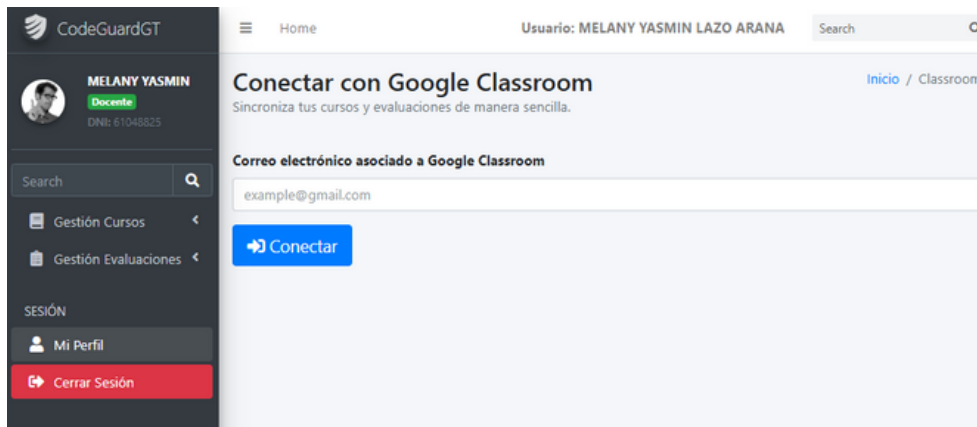 CodeGuardGT
MELANY YASMIN
Docente
DNI: 61048825
Search
Gestión Cursos
Gestión Evaluaciones
SESIÓN
Mi Perfil
Cerrar Sesión
Home
Usuario: MELANY YASMIN LAZO ARANA
Search
Conectar con Google Classroom
Inicio / Classroom
Sincroniza tus cursos y evaluaciones de manera sencilla.
Correo electrónico asociado a Google Classroom
example@gmail.com
Conectar